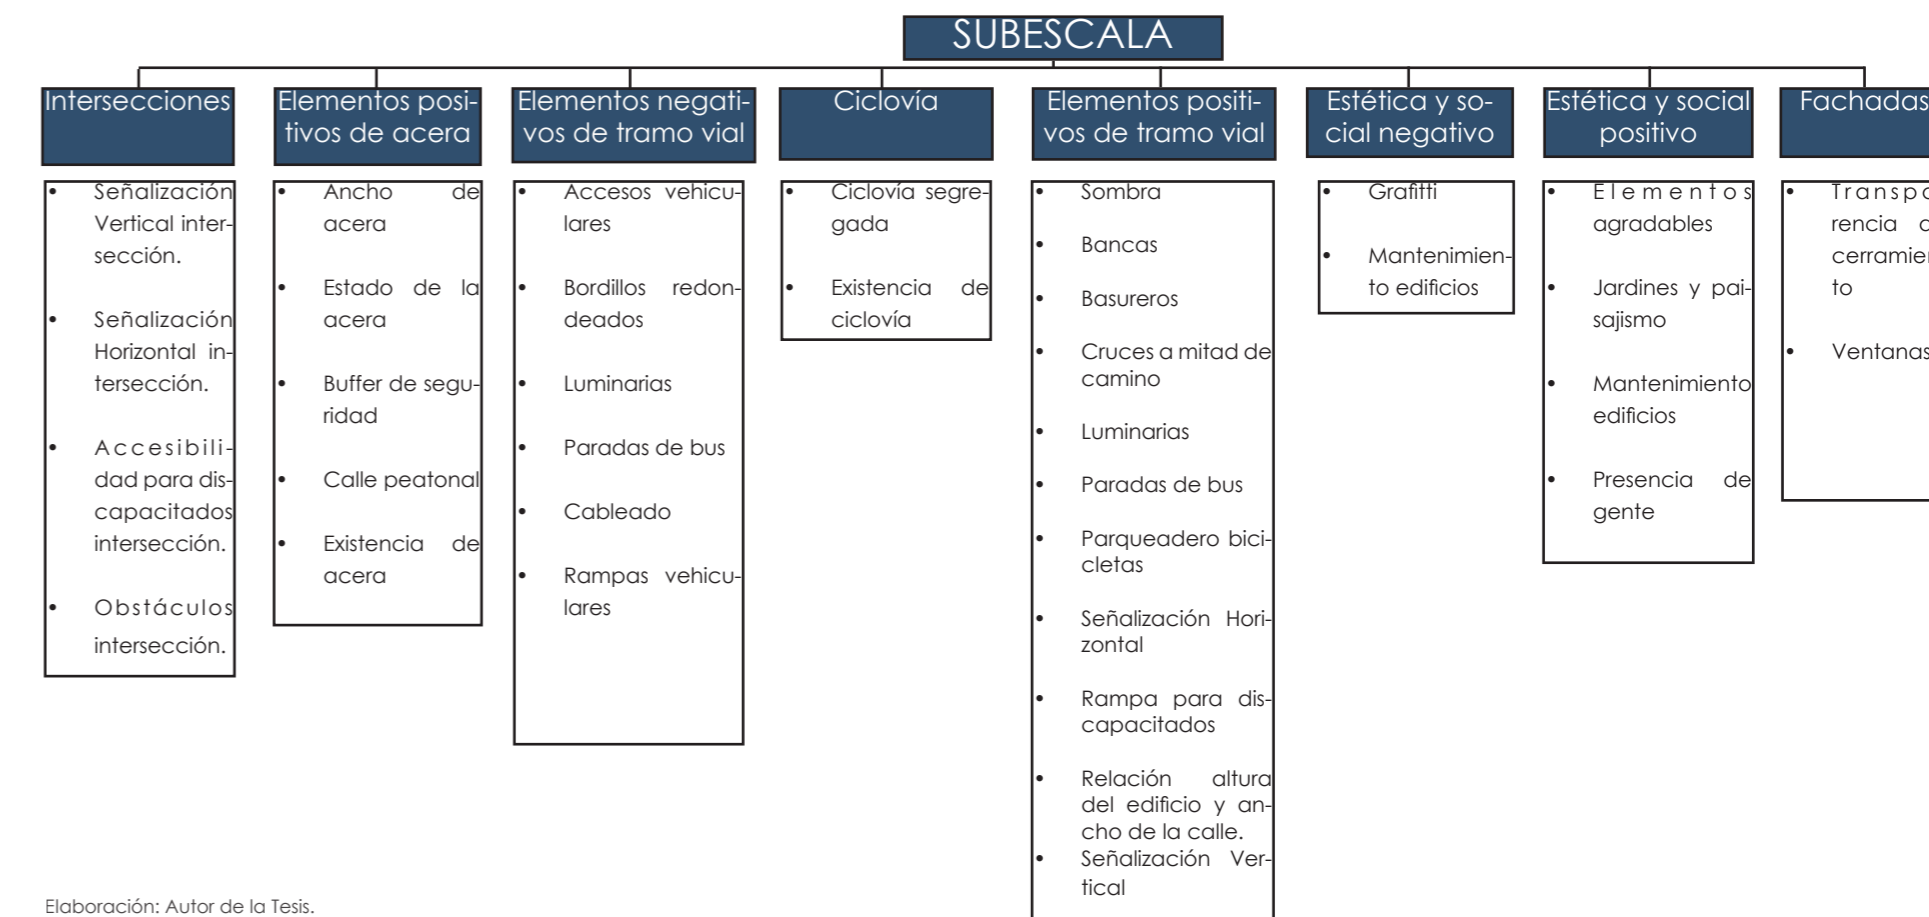 SUBESCALA
Intersecciones
Señalización
Vertical inter-
sección.
Señalización
Horizontal in-
tersección.
Accesibili-
dad para dis-
capacitados
intersección.
Obstáculos
intersección.
Elementos posi-
tivos de acera
Ancho de
acera
Estado de la
acera
Buffer de segu-
ridad
Calle peatonal
Existencia de
acera
Elementos negati-
vos de tramo vial
Accesos vehicu-
lares
Bordillos redon-
deados
Luminarias
Paradas de bus
Cableado
Rampas vehicu-
lares
Ciclovía
Ciclovía segre-
gada
Existencia de
ciclovía
Elementos positi-
vos de tramo vial
Sombra
Bancas
Basureros
Cruces a mitad de
camino
Luminarias
Paradas de bus
Parqueadero bici-
cletas
Señalización Hori-
zontal
Rampa para dis-
capacitados
Relación altura
del edificio y an-
cho de la calle.
Señalización Ver-
tical
Estética y so-
cial negativo
Grafitti
Mantenimien-
to edificios
Estética y social
positivo
Elementos
agradables
Jardines y pai-
sajismo
Mantenimiento
edificios
Presencia de
gente
Fachadas
rencia
to
Ventanas
Elaboración: Autor de la Tesis.